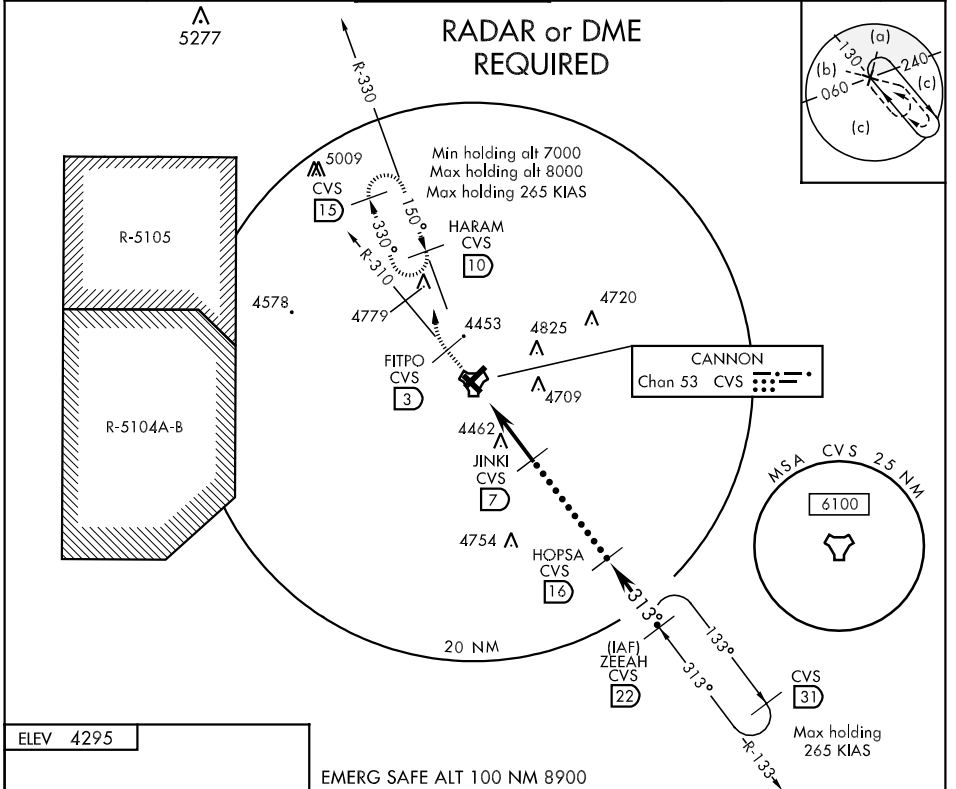 5277
RADAR or DME
REQUIRED
R-330
(a)
130
240
(b)
(c)
060
(c)
5009
CVS
15
Min holding alt 7000
Max holding alt 8000
Max holding 265 KIAS
150°
330°
HARAM
CVS
10
R-310
R-5105
4578
4779
4453
4720
4825
FITPO
CVS
3
CANNON
Chan 53 CVS
4709
R-5104A-B
4462
JINKI
CVS
7
MSA CVS 25 NM
6100
4754
HOPSA
CVS
16
313°
133°
313°
20 NM
(IAF)
ZEEAH
CVS
22
CVS
31
Max holding
265 KIAS
R-133
ELEV 4295
EMERG SAFE ALT 100 NM 8900